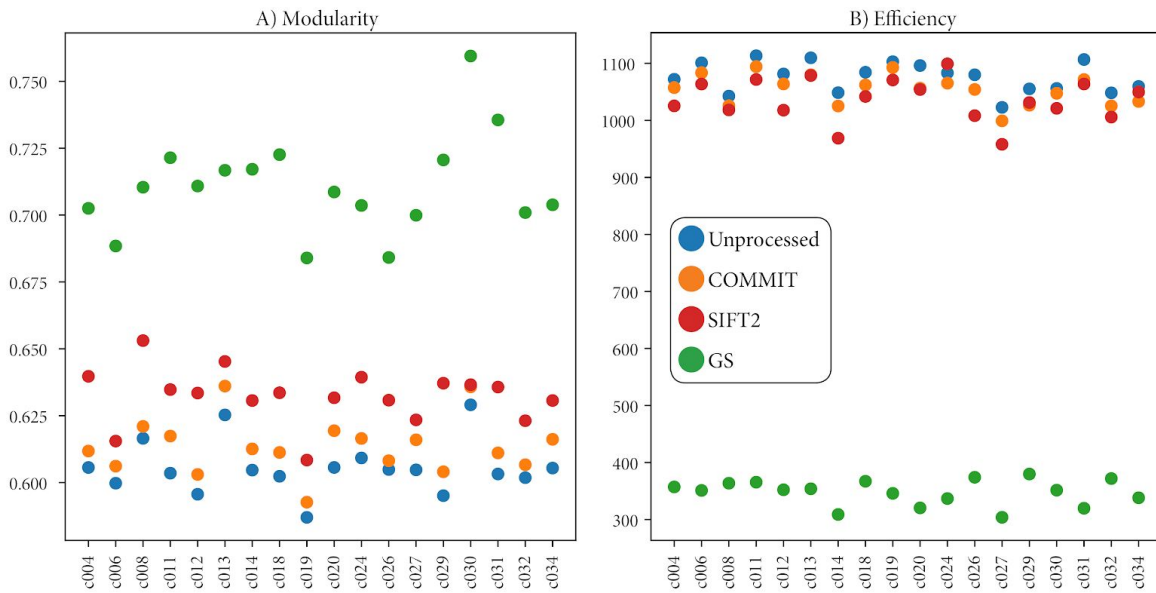 A) Modularity
0.750
0.725
0.700
0.675
0.650
0.625
0.600
c004
c006
c008
c011
c012
c013
c014
c018
c019
c020
c024
c026
c027
c029
c030
c031
c032
c034
B) Efficiency
1100
1000
900
800
700
600
500
400
300
Unprocessed
COMMIT
SIFT2
GS
c004
c006
c008
c011
c012
c013
c014
c018
c019
c020
c024
c026
c027
c029
c030
c031
c032
c034